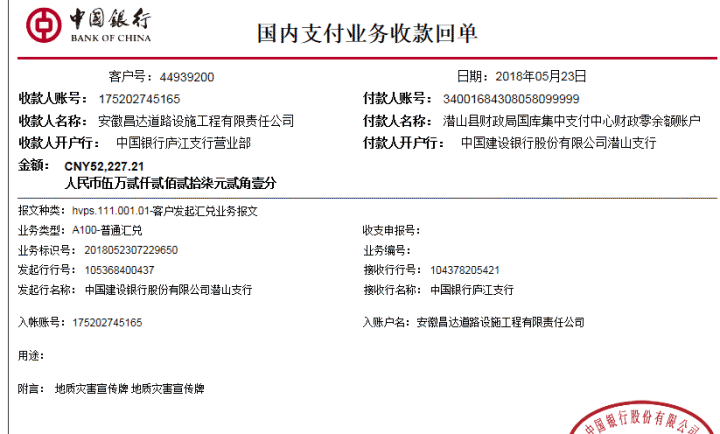 中国银行
BANK OF CHINA
国内支付业务收款回单
客户号：44939200 日期：2018年05月23日
收款人账号：175202745165 付款人账号：34001684308058099999
收款人名称：安徽昌达道路设施工程有限责任公司 付款人名称：潜山县财政局国库集中支付中心财政零余额账户
收款人开户行：中国银行庐江支行营业部 付款人开户行：中国建设银行股份有限公司潜山支行
金额：CNY52,227.21
人民币伍万贰仟贰佰贰拾柒元贰角壹分
报文种类：hvps.111.001.01-客户发起汇兑业务报文
业务类型：A100-普通汇兑 收支申报号：
业务标识号：2018052307229650 业务编号：
发起行行号：105368400437 接收行行号：104378205421
发起行名称：中国建设银行股份有限公司潜山支行 接收行名称：中国银行庐江支行
入帐账号：175202745165 入账户名：安徽昌达道路设施工程有限责任公司
用途：
附言：地质灾害宣传牌 地质灾害宣传牌
中国银行股份有限公司